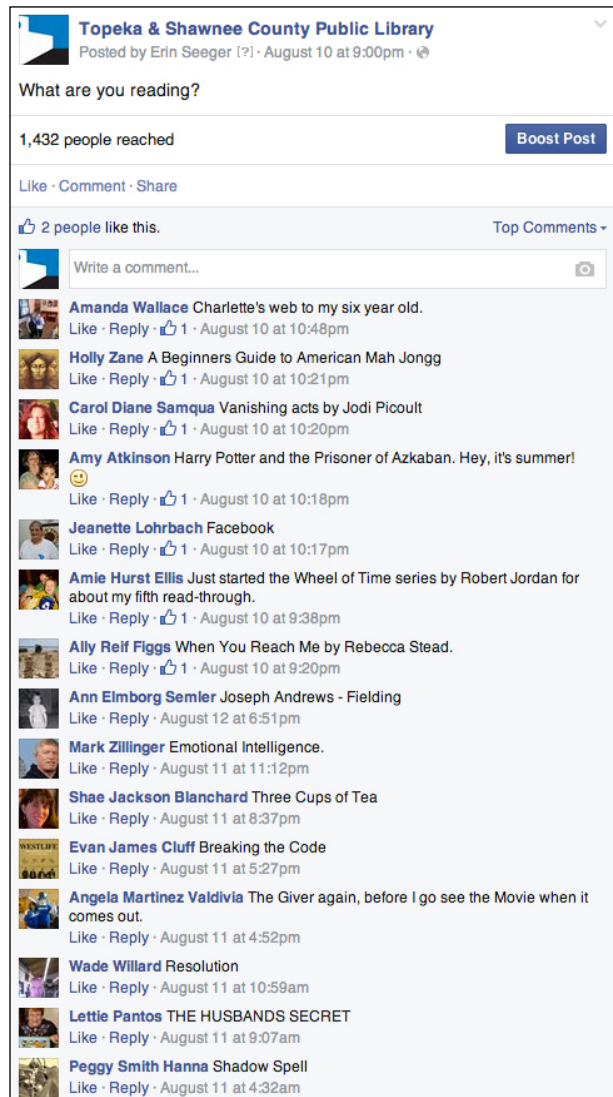 Topeka & Shawnee County Public Library
Posted by Erin Seeger [?] · August 10 at 9:00pm ·
What are you reading?
1,432 people reached
Boost Post
Like · Comment · Share
2 people like this.
Top Comments
Write a comment...
Amanda Wallace Charlette's web to my six year old.
Like · Reply · 1 · August 10 at 10:48pm
Holly Zane A Beginners Guide to American Mah Jongg
Like · Reply · 1 · August 10 at 10:21pm
Carol Diane Samqua Vanishing acts by Jodi Picoult
Like · Reply · 1 · August 10 at 10:20pm
Amy Atkinson Harry Potter and the Prisoner of Azkaban. Hey, it's summer!
Like · Reply · 1 · August 10 at 10:18pm
Jeanette Lohrbach Facebook
Like · Reply · 1 · August 10 at 10:17pm
Amie Hurst Ellis Just started the Wheel of Time series by Robert Jordan for
about my fifth read-through.
Like · Reply · 1 · August 10 at 9:38pm
Ally Reif Figgs When You Reach Me by Rebecca Stead.
Like · Reply · 1 · August 10 at 9:20pm
Ann Elmborg Semler Joseph Andrews - Fielding
Like · Reply · August 12 at 6:51pm
Mark Zillinger Emotional Intelligence.
Like · Reply · August 11 at 11:12pm
Shae Jackson Blanchard Three Cups of Tea
Like · Reply · August 11 at 8:37pm
WESTLIFE
Evan James Cluff Breaking the Code
Like · Reply · August 11 at 5:27pm
Angela Martinez Valdivia The Giver again, before I go see the Movie when it
comes out.
Like · Reply · August 11 at 4:52pm
Wade Willard Resolution
Like · Reply · August 11 at 10:59am
Lettie Pantos THE HUSBANDS SECRET
Like · Reply · August 11 at 9:07am
Peggy Smith Hanna Shadow Spell
Like · Reply · August 11 at 4:32am